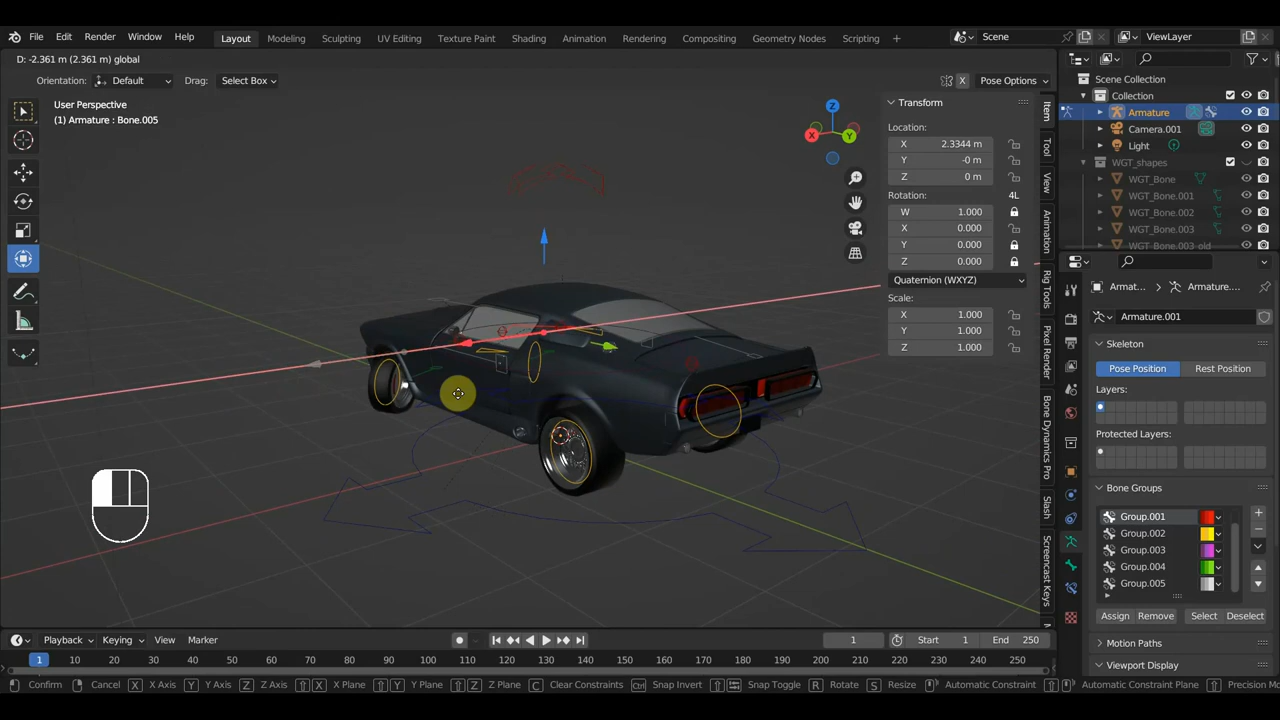 File Edit Render Window Help Layout Modeling Sculpting UV Editing Texture Paint Shading Animation Rendering Compositing Geometry Nodes Scripting + Scene ViewLayer
D: -2.361 m (2.361 m) global
Orientation: Default Drag: Select Box X Pose Options
User Perspective
(1) Armature : Bone.005
X
Y
Z
Transform
Location:
X 2.3344 m
Y -0 m
Z 0 m
Rotation: 4L
W 1.000
X 0.000
Y 0.000
Z 0.000
Quaternion (WXYZ)
Scale:
X 1.000
Y 1.000
Z 1.000
Item
Tool
View
Animation
Rig Tools
Pixel Render
Bone Dynamics Pro
Slash
Screencast Keys
Scene Collection
Collection
Armature
Camera.001
Light
WGT_shapes
WGT_Bone
WGT_Bone.001
WGT_Bone.002
WGT_Bone.003
WGT_Bone.003_old
Armat... Armature....
Armature.001
Skeleton
Pose Position Rest Position
Layers:
Protected Layers:
Bone Groups
Group.001
Group.002
Group.003
Group.004
Group.005
Assign Remove Select Deselect
Motion Paths
Viewport Display
Playback Keying View Marker 1 Start 1 End 250
1 10 20 30 40 50 60 70 80 90 100 110 120 130 140 150 160 170 180 190 200 210 220 230 240 250
Confirm Cancel X X Axis Y Y Axis Z Z Axis X X Plane Y Y Plane Z Z Plane C Clear Constraints Ctrl Snap Invert Snap Toggle R Rotate S Resize Automatic Constraint Automatic Constraint Plane Precision Mo